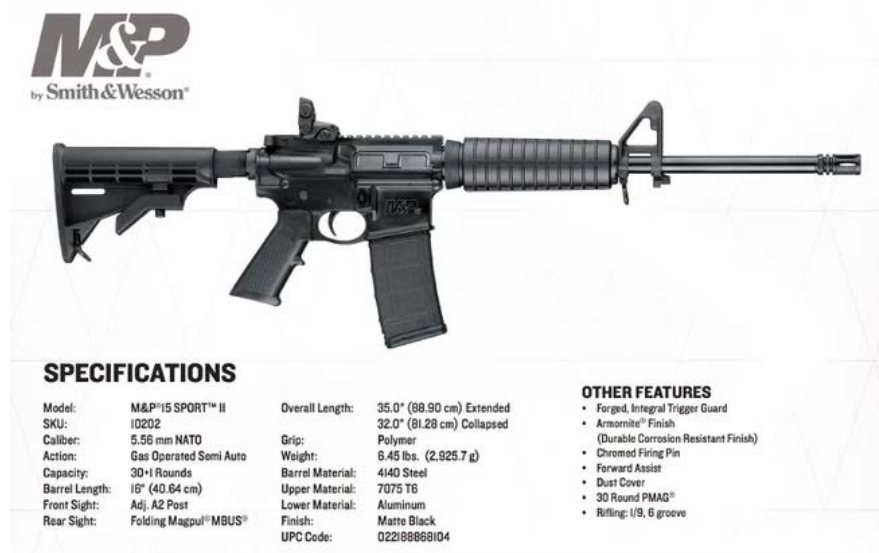 M&P®
by Smith & Wesson®
M&P
SPECIFICATIONS
Model: M&P®15 SPORT™ II
SKU: 10202
Caliber: 5.56 mm NATO
Action: Gas Operated Semi Auto
Capacity: 30+1 Rounds
Barrel Length: 16" (40.64 cm)
Front Sight: Adj. A2 Post
Rear Sight: Folding Magpul® MBUS®
Overall Length: 35.0" (88.90 cm) Extended
32.0" (81.28 cm) Collapsed
Grip: Polymer
Weight: 6.45 lbs. (2,925.7 g)
Barrel Material: 4140 Steel
Upper Material: 7075 T6
Lower Material: Aluminum
Finish: Matte Black
UPC Code: 022188868104
OTHER FEATURES
• Forged, Integral Trigger Guard
• Armornite® Finish
(Durable Corrosion Resistant Finish)
• Chromed Firing Pin
• Forward Assist
• Dust Cover
• 30 Round PMAG®
• Rifling: 1/9, 6 groove